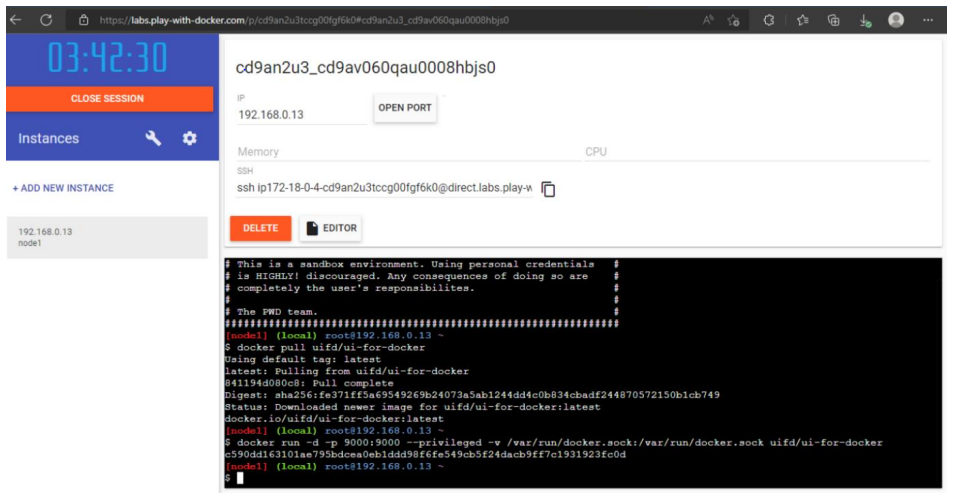 https://labs.play-with-docker.com/p/cd9an2u3tccg00fgf6k0#cd9an2u3_cd9av060qau0008hbjs0
03:42:30
CLOSE SESSION
Instances
+ ADD NEW INSTANCE
192.168.0.13
node1
cd9an2u3_cd9av060qau0008hbjs0
IP
192.168.0.13
OPEN PORT
Memory
CPU
SSH
ssh ip172-18-0-4-cd9an2u3tccg00fgf6k0@direct.labs.play-w
DELETE
EDITOR
# This is a sandbox environment. Using personal credentials #
# is HIGHLY! discouraged. Any consequences of doing so are #
# completely the user's responsibilites. #
# #
# The PWD team. #
###############################################################
[node1] (local) root@192.168.0.13 ~
$ docker pull uifd/ui-for-docker
Using default tag: latest
latest: Pulling from uifd/ui-for-docker
841194d080c8: Pull complete
Digest: sha256:fe371ff5a69549269b24073a5ab1244dd4c0b834cbadf244870572150b1cb749
Status: Downloaded newer image for uifd/ui-for-docker:latest
docker.io/uifd/ui-for-docker:latest
[node1] (local) root@192.168.0.13 ~
$ docker run -d -p 9000:9000 --privileged -v /var/run/docker.sock:/var/run/docker.sock uifd/ui-for-docker
c590dd163101ae795bdcea0eb1ddd98f6fe549cb5f24dacb9ff7c1931923fc0d
[node1] (local) root@192.168.0.13 ~
$